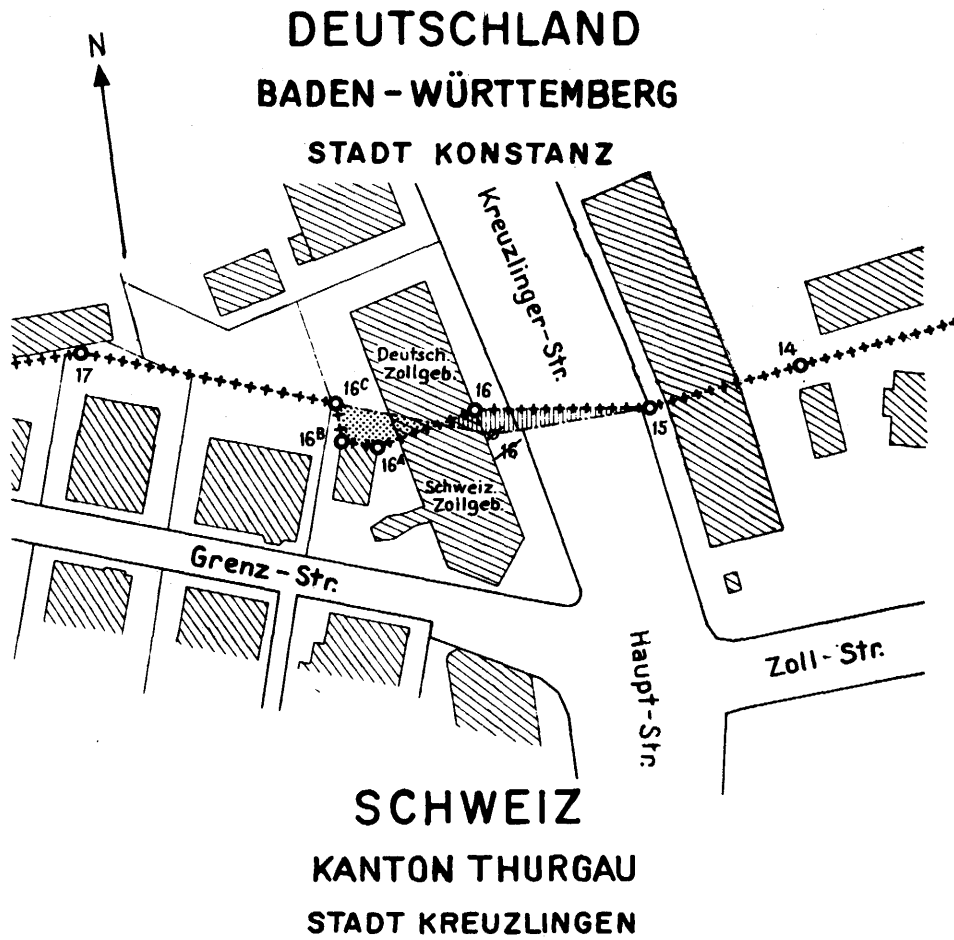 DEUTSCHLAND
N
BADEN-WÜRTTEMBERG
STADT KONSTANZ
Kreuzlinger-Str.
Deutsch.
Zollgeb.
14
17
16C
16
15
16B
16A
16
Schweiz.
Zollgeb.
Grenz-Str.
Haupt-Str.
Zoll-Str.
SCHWEIZ
KANTON THURGAU
STADT KREUZLINGEN